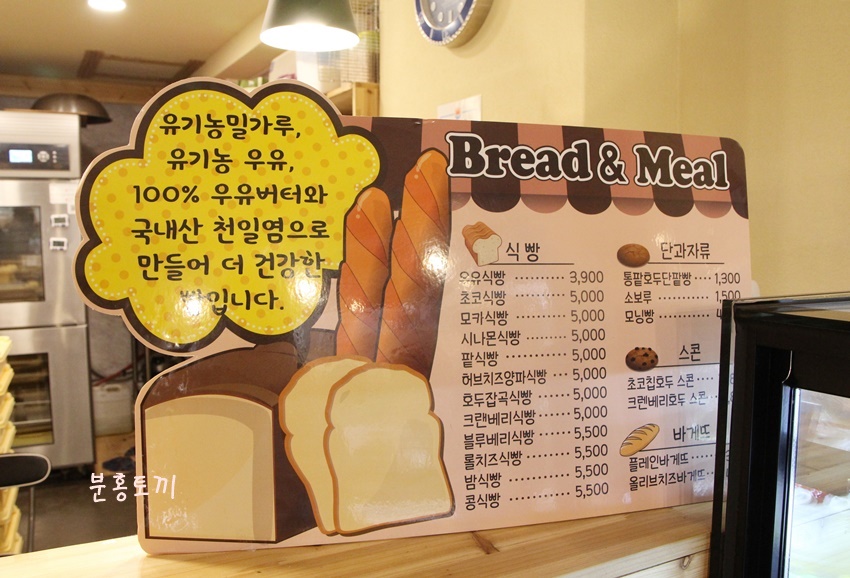 유기농밀가루,
유기농 우유,
100% 우유버터와
국내산 천일염으로
만들어 더 건강한
빵입니다.
Bread & Meal
식빵
우유식빵 3,900
초코식빵 5,000
모카식빵 5,000
시나몬식빵 5,000
팥식빵 5,000
허브치즈양파식빵 5,000
호두잡곡식빵 5,000
크랜베리식빵 5,000
블루베리식빵 5,500
롤치즈식빵 5,500
밤식빵 5,500
콩식빵 5,500
단과자류
통팥호두단팥빵 1,300
소보루 1,500
모닝빵
스콘
초코칩호두 스콘
크렌베리호두 스콘
바게뜨
플레인바게뜨
올리브치즈바게뜨
분홍토끼